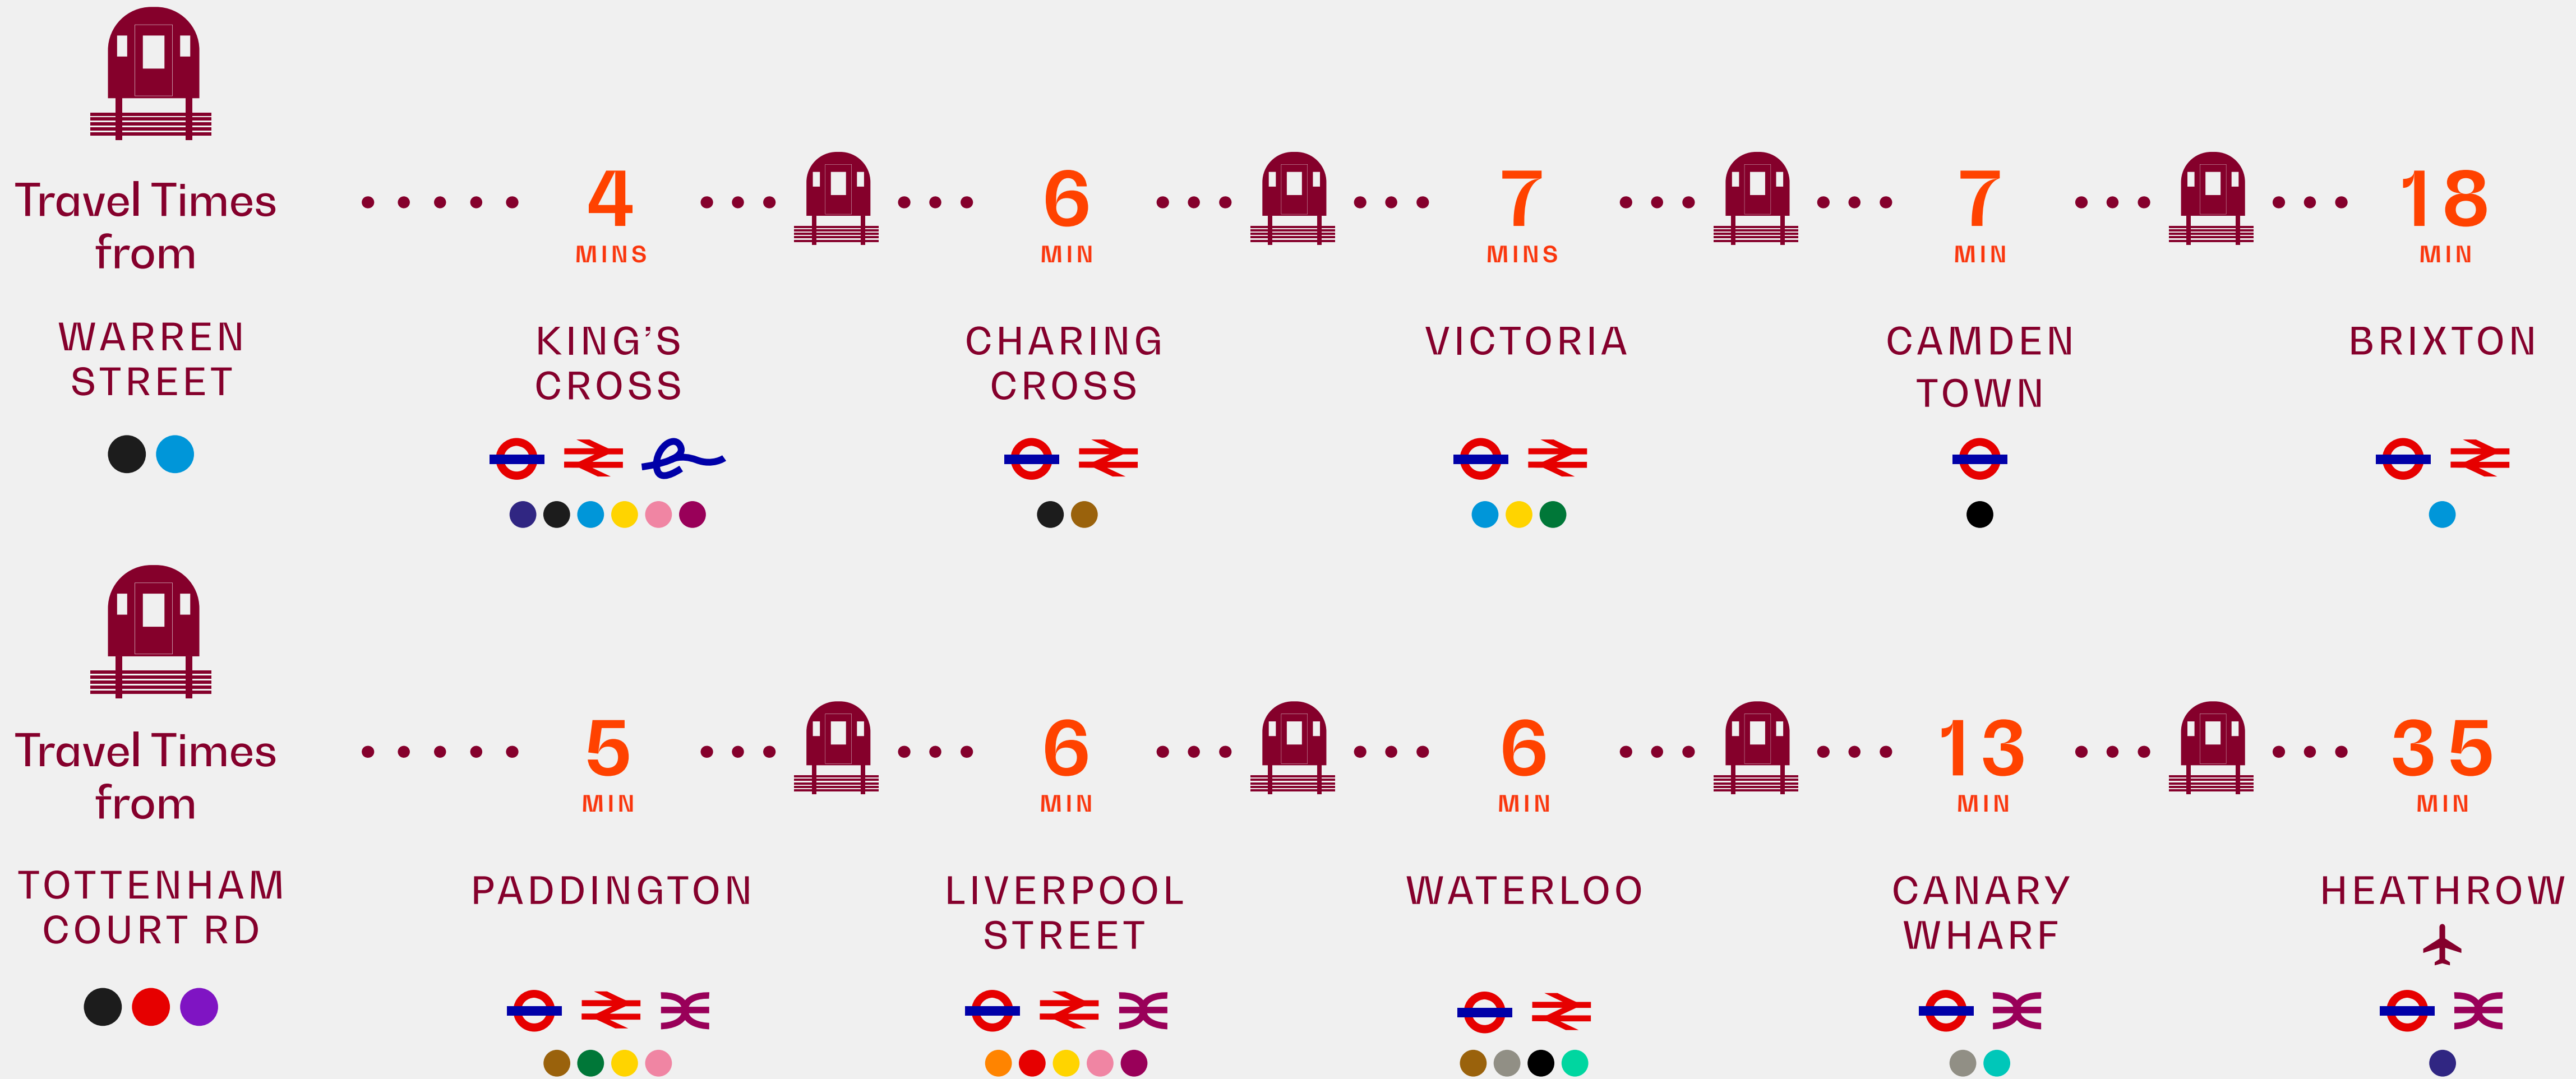 Travel Times
from
WARREN
STREET
4
MINS
KING'S
CROSS
6
MIN
CHARING
CROSS
7
MINS
VICTORIA
7
MIN
CAMDEN
TOWN
18
MIN
BRIXTON
Travel Times
from
TOTTENHAM
COURT RD
5
MIN
PADDINGTON
6
MIN
LIVERPOOL
STREET
6
MIN
WATERLOO
13
MIN
CANARY
WHARF
35
MIN
HEATHROW